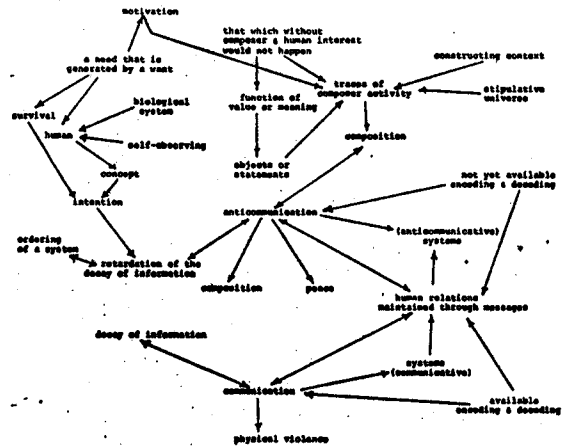 motivation
that which without
composer & human interest
would not happen
a need that is
generated by a want
constructing context
traces of
composer activity
stipulative
universe
biological
system
function of
value or meaning
survival
human
self-observing
composition
concept
objects or
statements
not yet available
encoding & decoding
intention
anticommunication
(anticommunicative)
systems
ordering
of a system
retardation of the
decay of information
composition
peace
human relations
maintained through messages
decay of information
systems
(communicative)
communication
available
encoding & decoding
physical violance